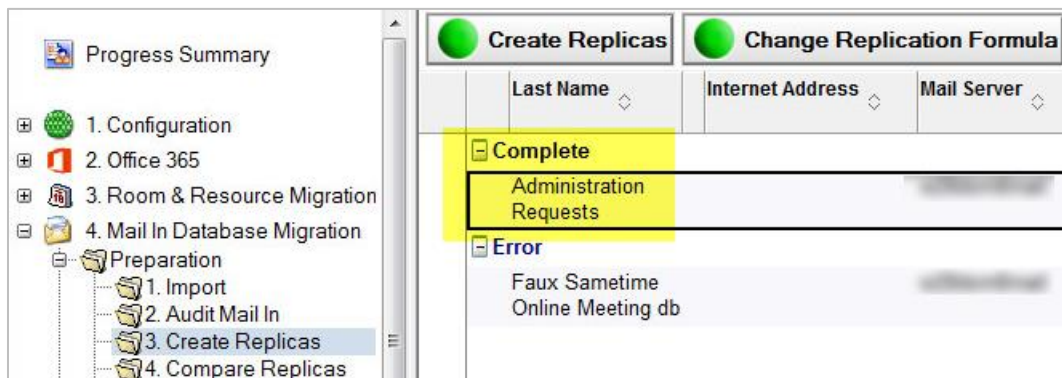 Progress Summary
1. Configuration
2. Office 365
3. Room & Resource Migration
4. Mail In Database Migration
Preparation
1. Import
2. Audit Mail In
3. Create Replicas
4. Compare Replicas
Create Replicas
Change Replication Formula
Last Name
Internet Address
Mail Server
Complete
Administration
Requests
Error
Faux Sametime
Online Meeting db